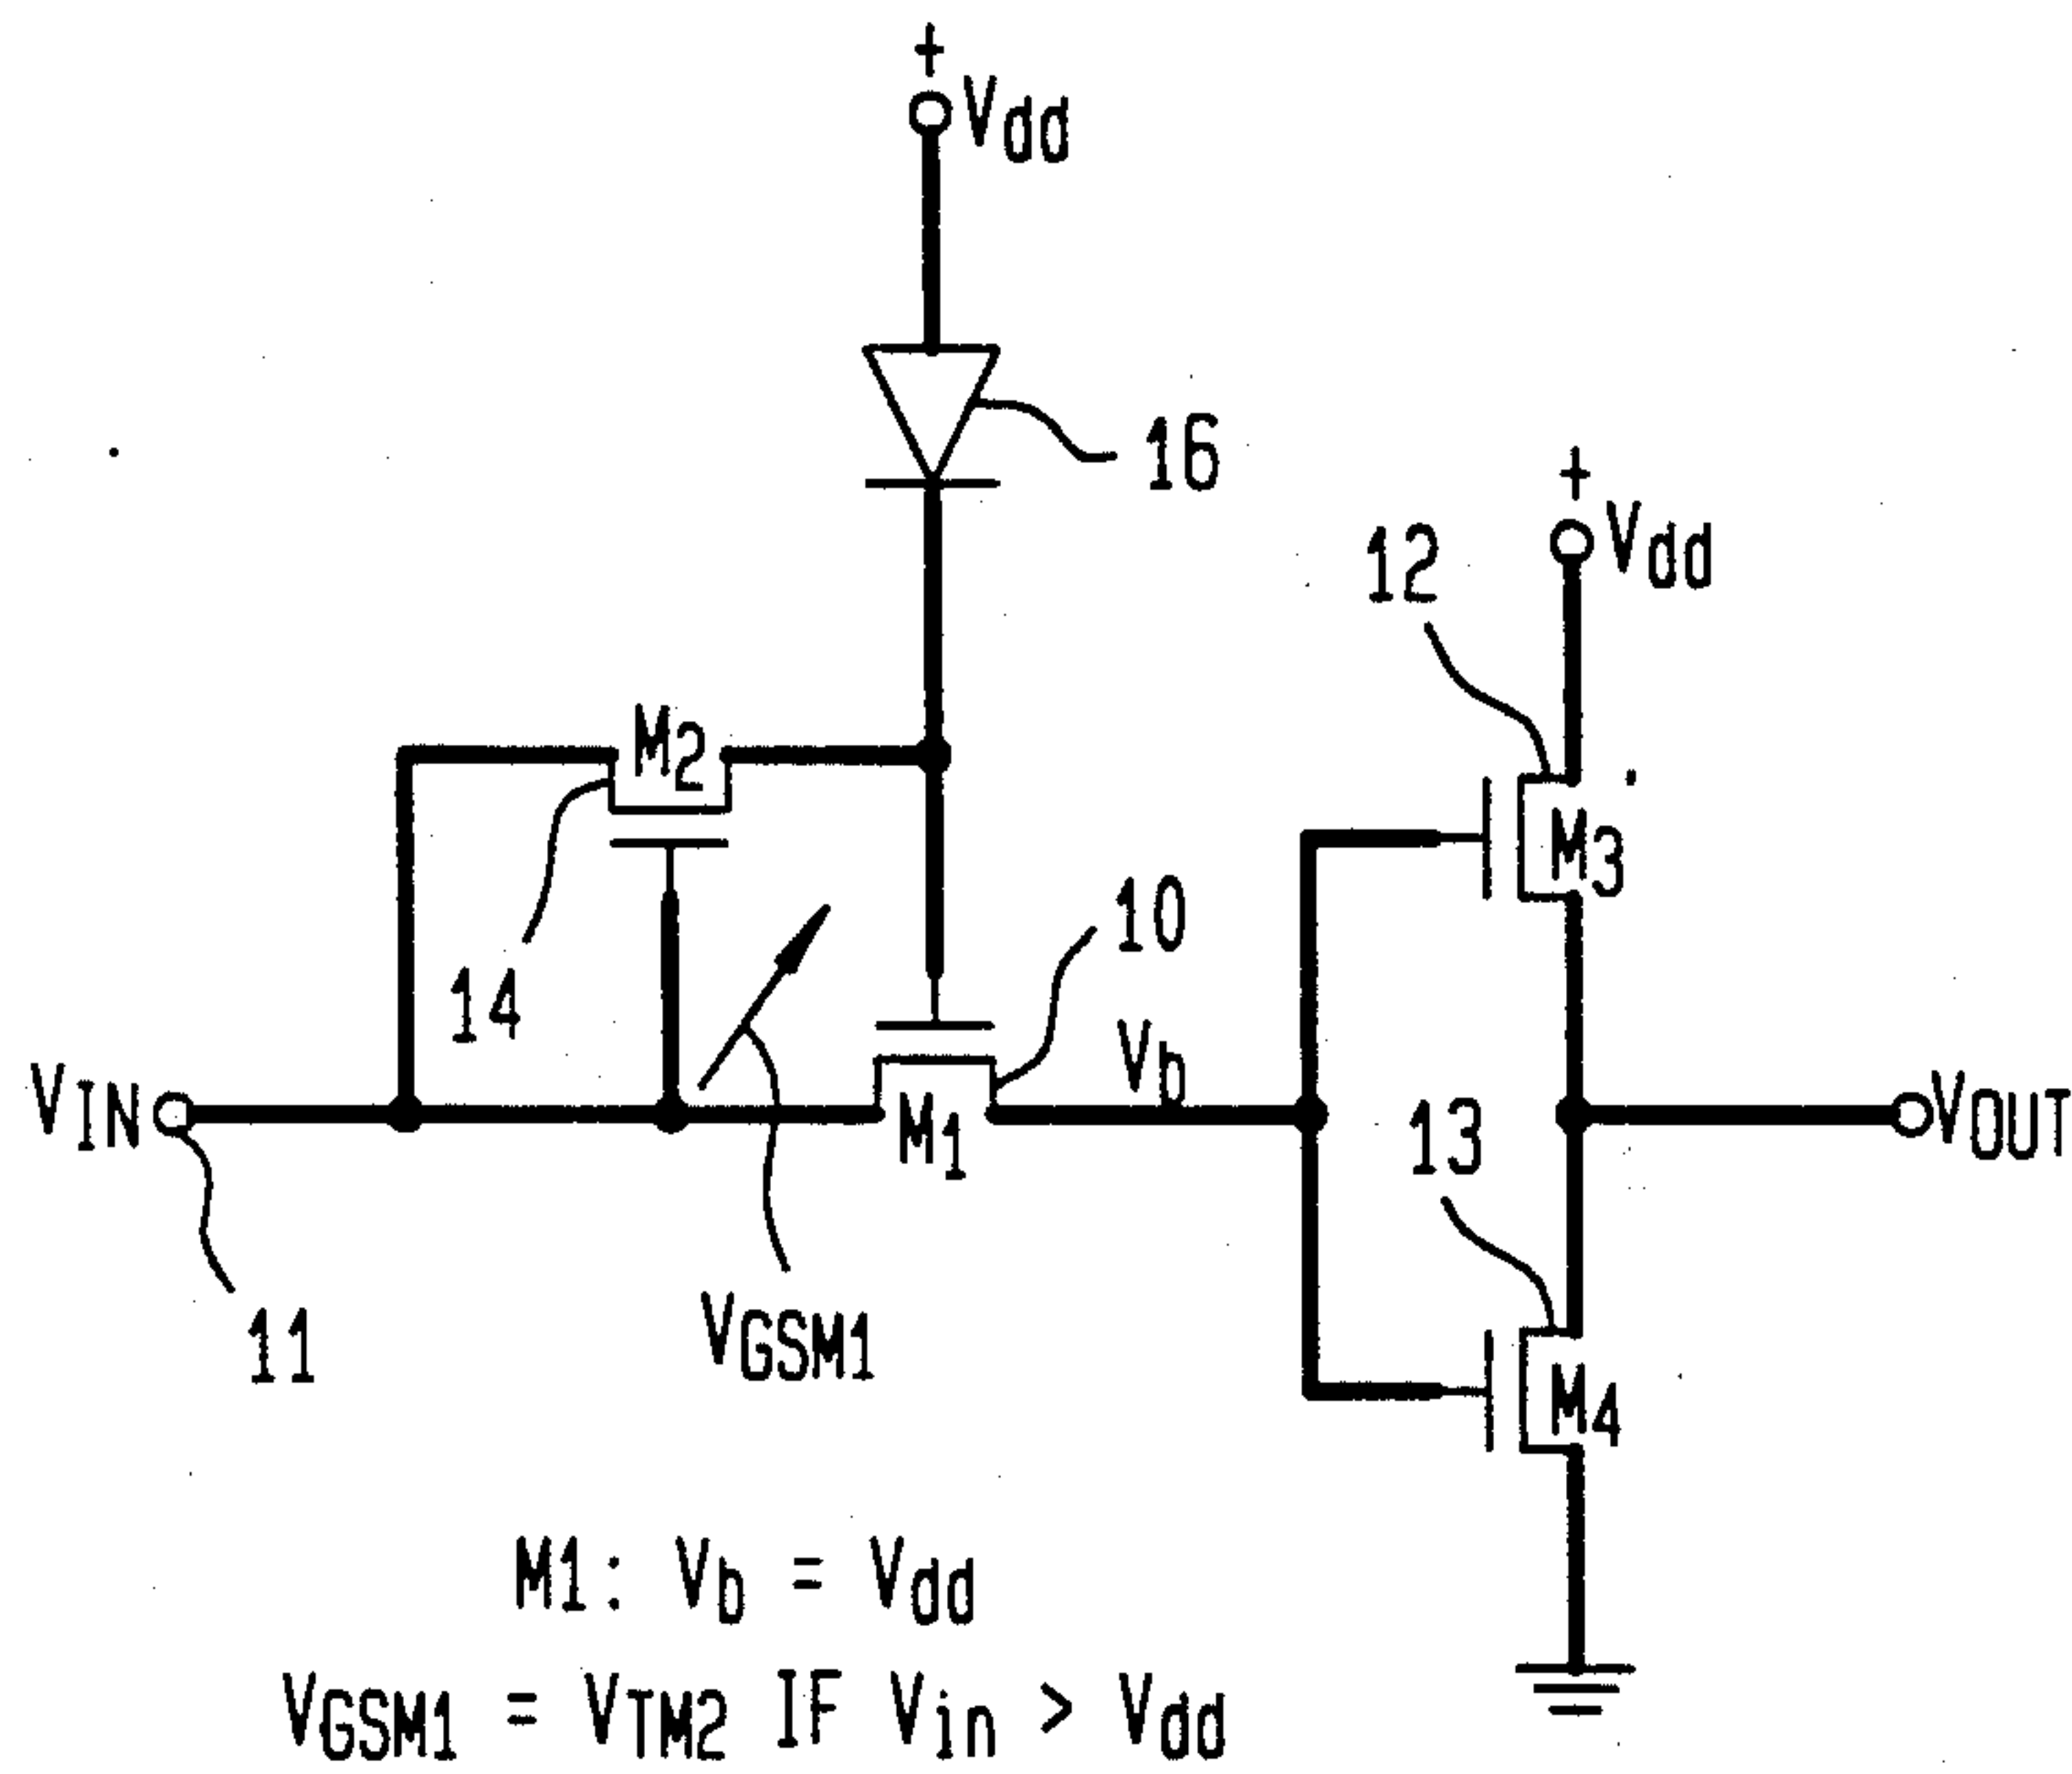 +
Vdd
16
+
Vdd
12
M2
M3
10
14
Vb
VIN
M1
13
VOUT
11
VGSM1
M4
M1: Vb = Vdd
VGSM1 = VTM2 IF Vin > Vdd